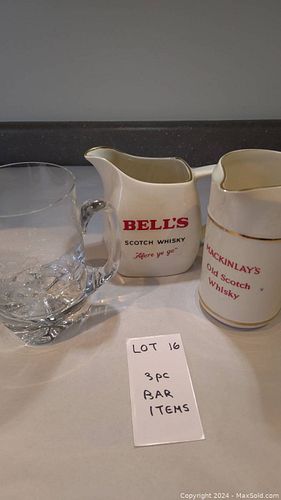 BELL'S
SCOTCH WHISKY
"Afore ye go"
MACKINLAY'S
Old Scotch
Whisky
LOT 16
3PC
BAR
ITEMS
Copyright 2024 - MaxSold.com